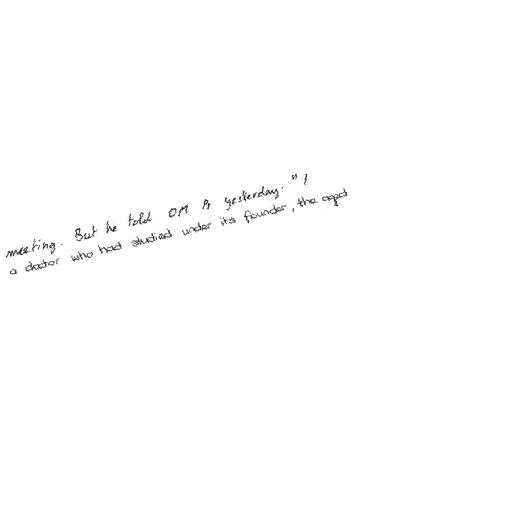 meeting. But he told OM A yesterday: " I
a doctor who had studied under its founder, the aged